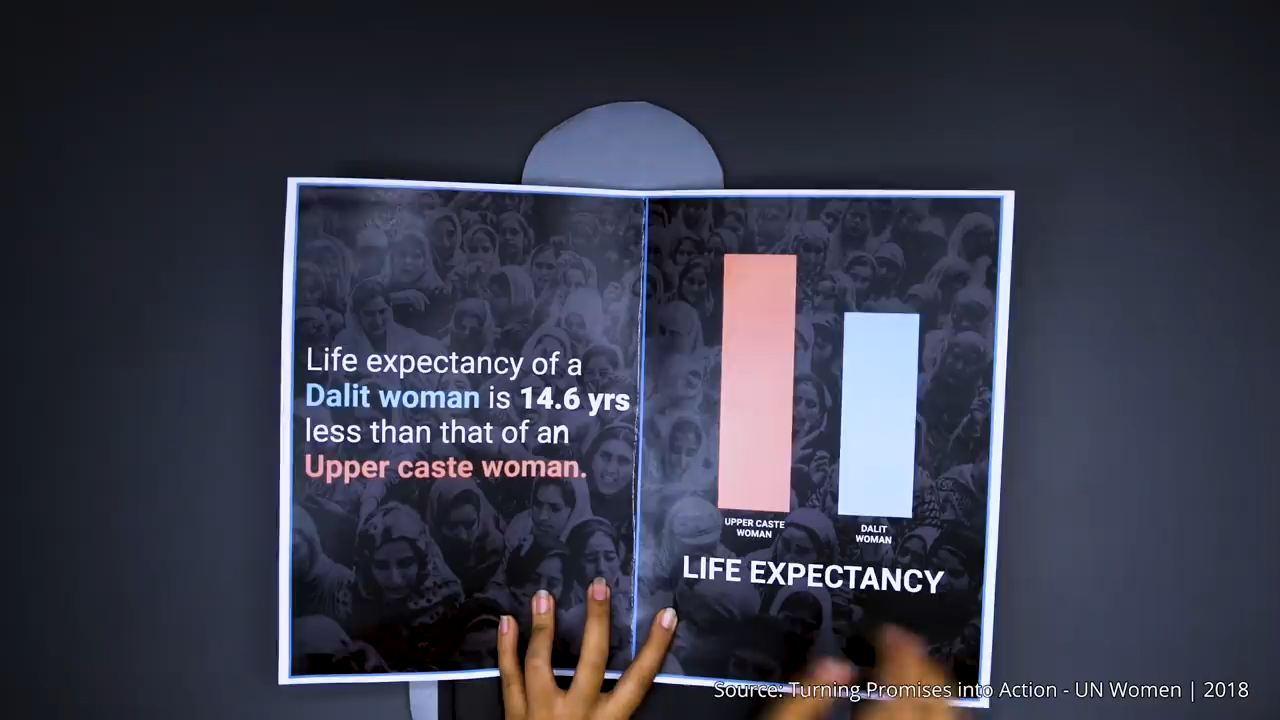 Life expectancy of a
Dalit woman is 14.6 yrs
less than that of an
Upper caste woman.
UPPER CASTE
WOMAN
DALIT
WOMAN
LIFE EXPECTANCY
Source: Turning Promises into Action - UN Women | 2018